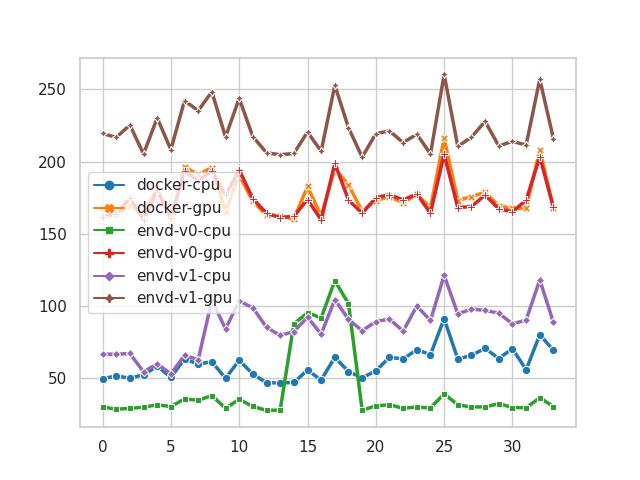 250
200
150
100
50
docker-cpu
docker-gpu
envd-v0-cpu
envd-v0-gpu
envd-v1-cpu
envd-v1-gpu
0 5 10 15 20 25 30